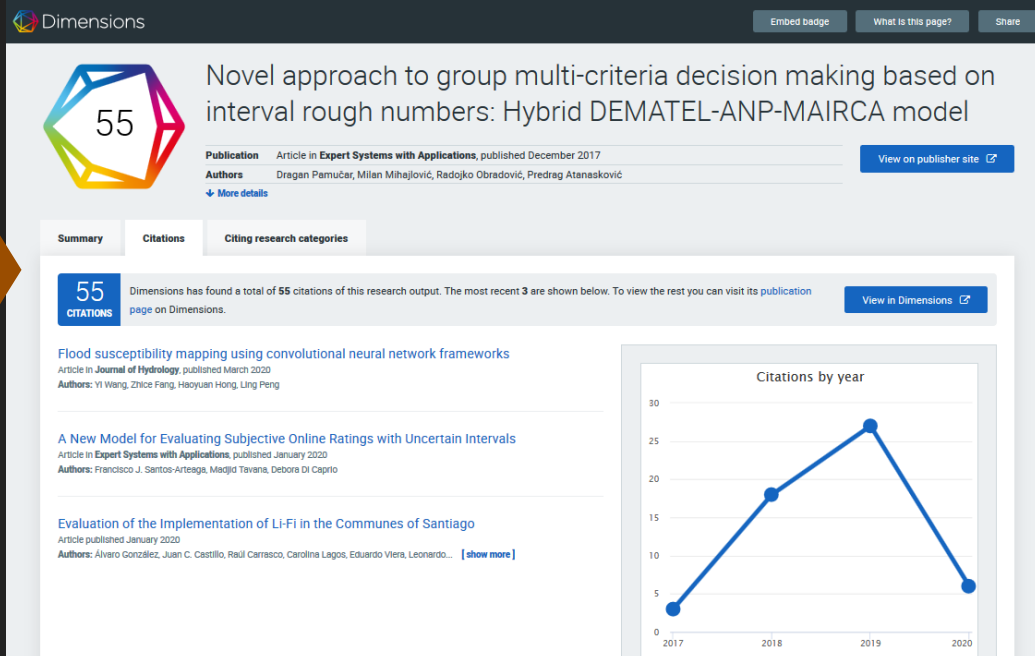 Dimensions
Embed badge
What is this page?
Share
55
Novel approach to group multi-criteria decision making based on
interval rough numbers: Hybrid DEMATEL-ANP-MAIRCA model
Publication Article in Expert Systems with Applications, published December 2017
Authors Dragan Pamučar, Milan Mihajlović, Radojko Obradović, Predrag Atanasković
More details
View on publisher site
Summary
Citations
Citing research categories
55
CITATIONS
Dimensions has found a total of 55 citations of this research output. The most recent 3 are shown below. To view the rest you can visit its publication
page on Dimensions.
View in Dimensions
Flood susceptibility mapping using convolutional neural network frameworks
Article in Journal of Hydrology, published March 2020
Authors: Yi Wang, Zhice Fang, Haoyuan Hong, Ling Peng
A New Model for Evaluating Subjective Online Ratings with Uncertain Intervals
Article in Expert Systems with Applications, published January 2020
Authors: Francisco J. Santos-Arteaga, Madjid Tavana, Debora Di Caprio
Evaluation of the Implementation of Li-Fi in the Communes of Santiago
Article published January 2020
Authors: Álvaro González, Juan C. Castillo, Raúl Carrasco, Carolina Lagos, Eduardo Viera, Leonardo... [ show more ]
Citations by year
30
25
20
15
10
5
0
2017 2018 2019 2020